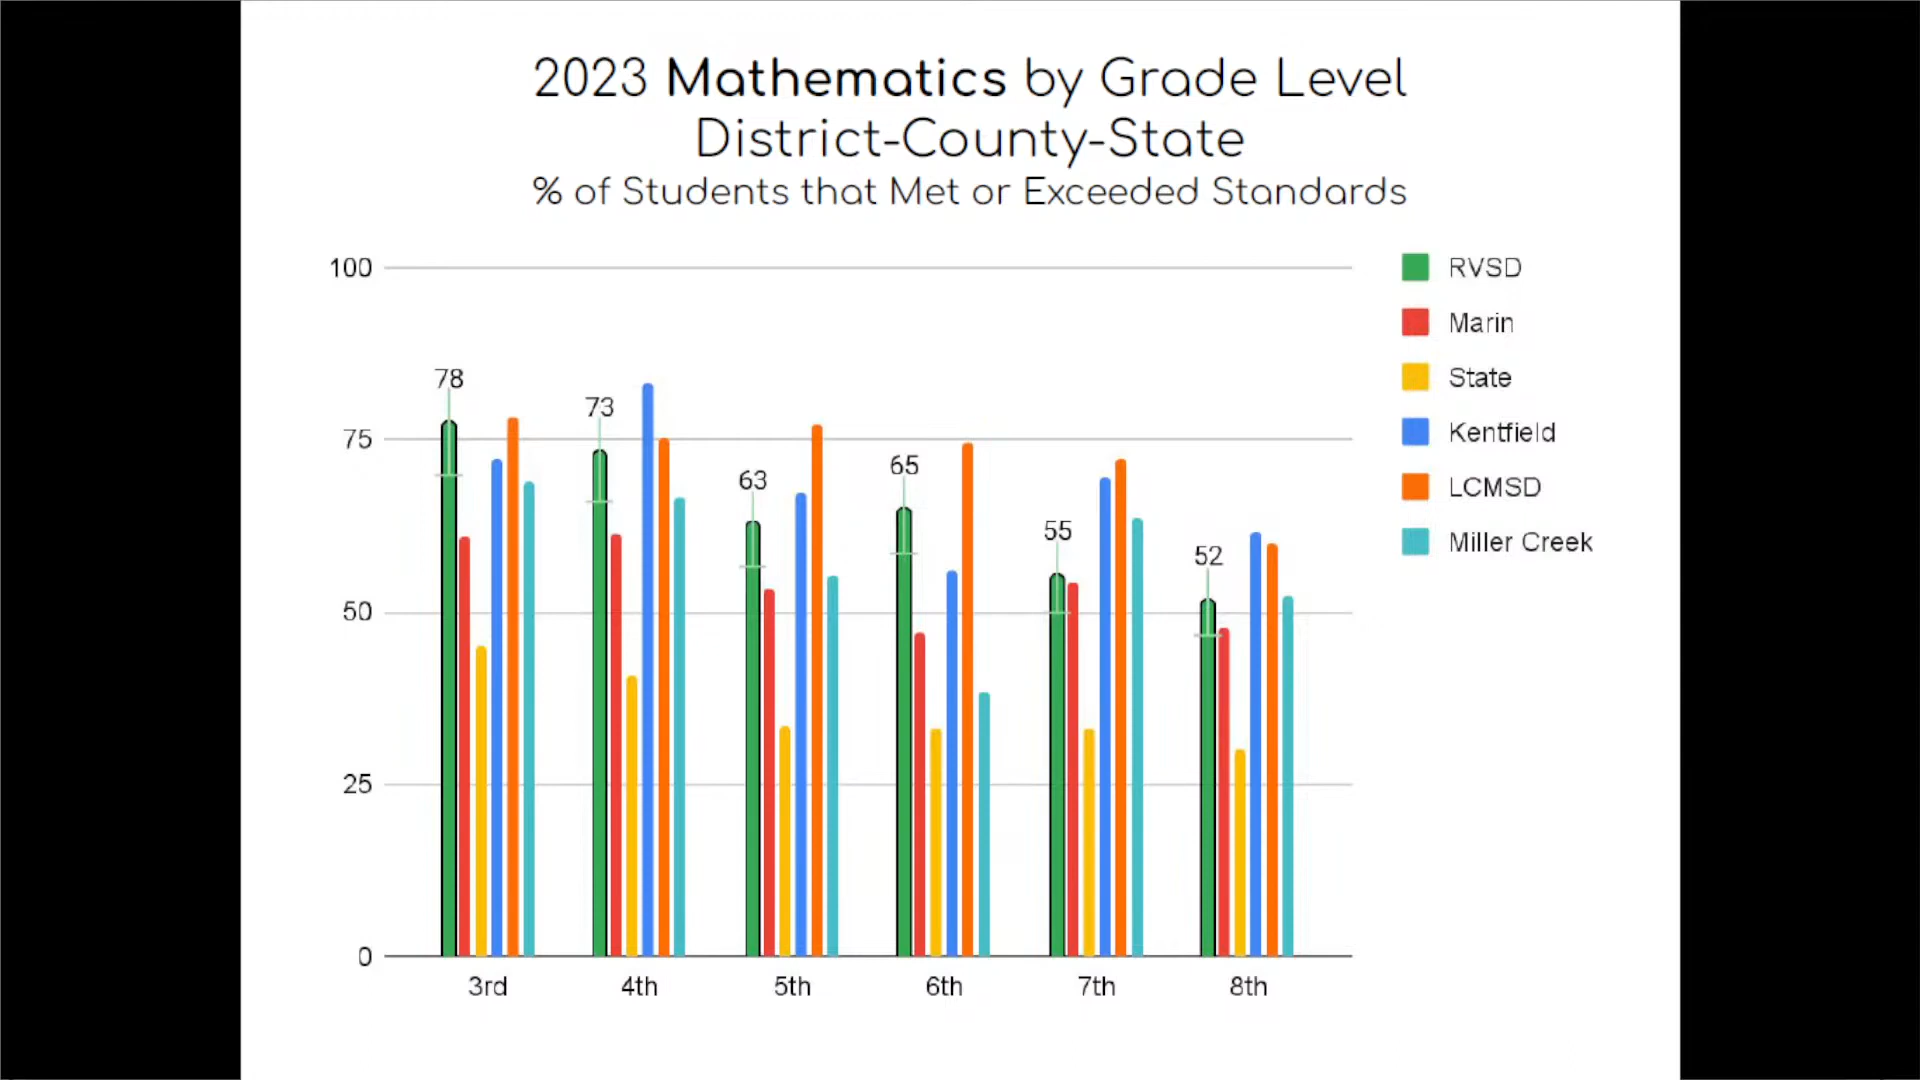 2023 Mathematics by Grade Level
District-County-State
% of Students that Met or Exceeded Standards
100
75
50
25
0
78
73
63
65
55
52
3rd
4th
5th
6th
7th
8th
RVSD
Marin
State
Kentfield
LCMSD
Miller Creek